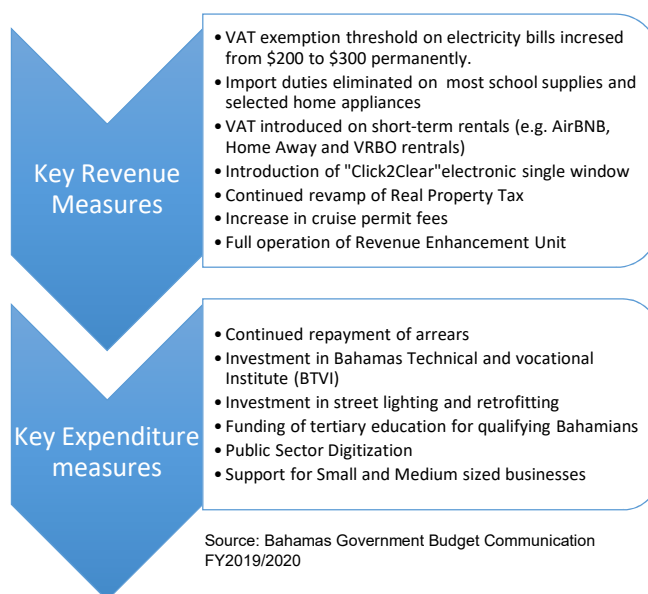 Key Revenue
Measures
• VAT exemption threshold on electricity bills incresed
from $200 to $300 permanently.
• Import duties eliminated on most school supplies and
selected home appliances
• VAT introduced on short-term rentals (e.g. AirBNB,
Home Away and VRBO rentrals)
• Introduction of "Click2Clear"electronic single window
• Continued revamp of Real Property Tax
• Increase in cruise permit fees
• Full operation of Revenue Enhancement Unit
Key Expenditure
measures
• Continued repayment of arrears
• Investment in Bahamas Technical and vocational
Institute (BTVI)
• Investment in street lighting and retrofitting
• Funding of tertiary education for qualifying Bahamians
• Public Sector Digitization
• Support for Small and Medium sized businesses
Source: Bahamas Government Budget Communication
FY2019/2020